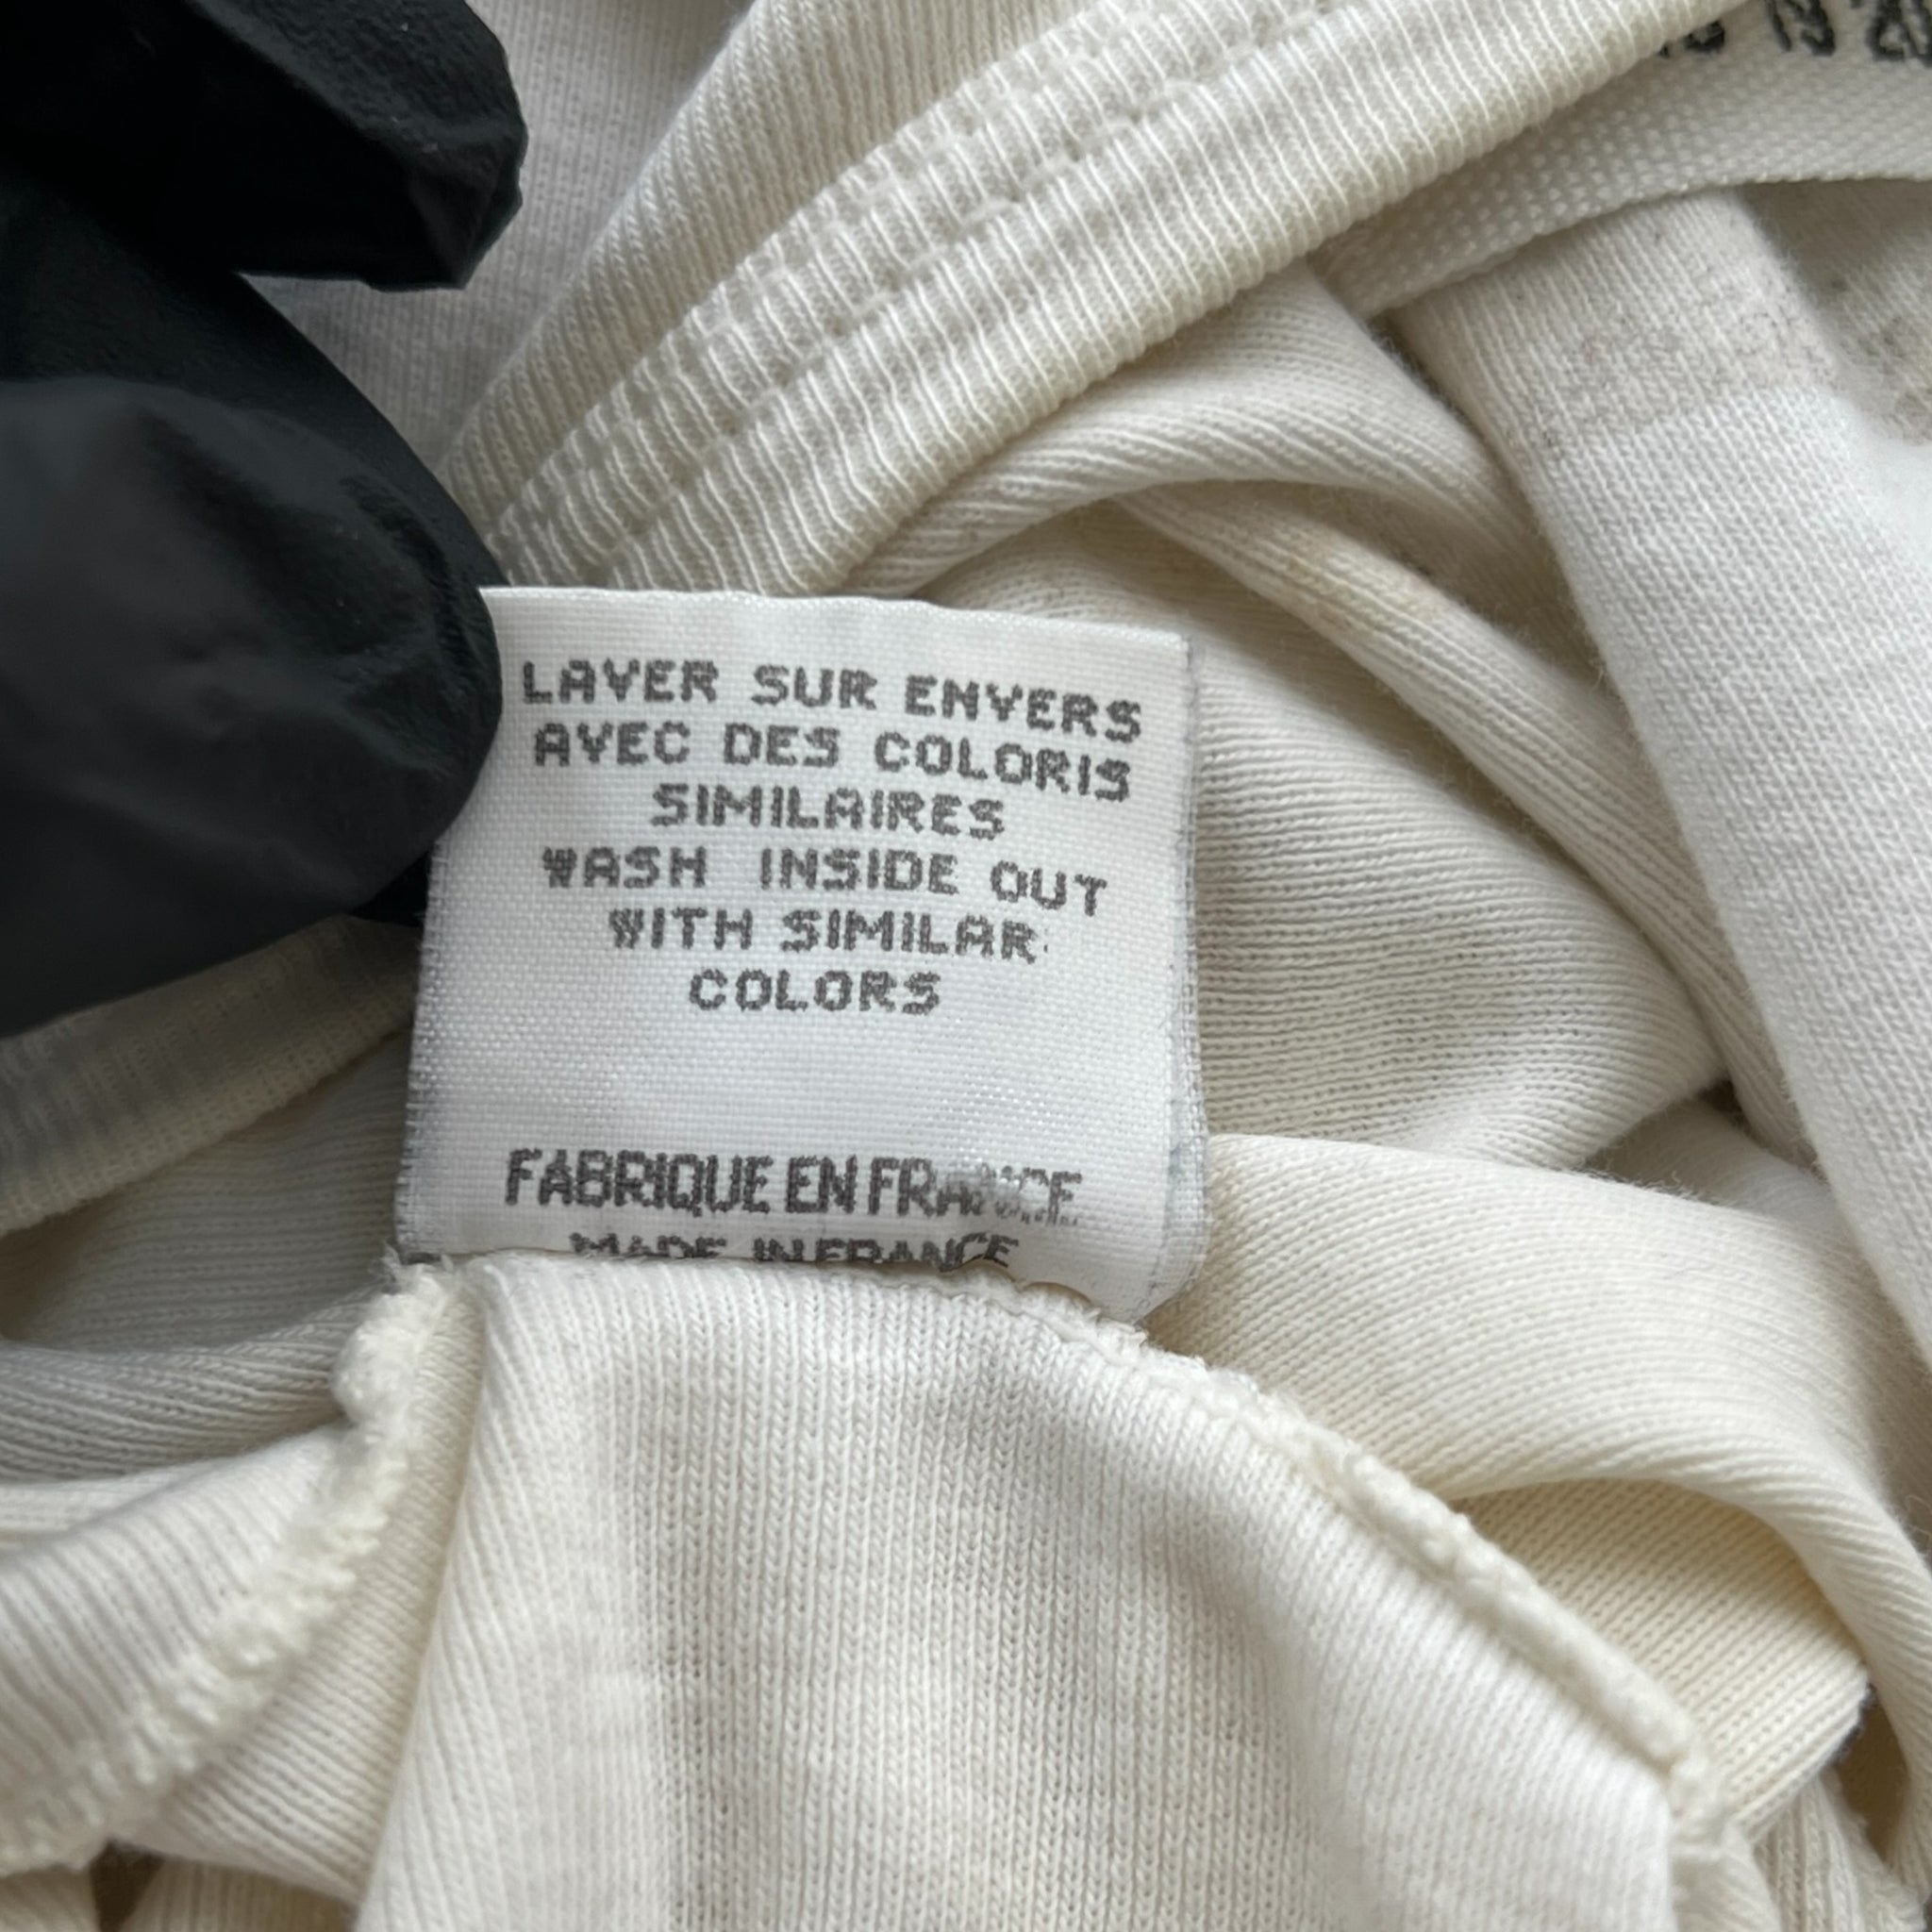 LAVER SUR ENVERS
AVEC DES COLORIS
SIMILAIRES
WASH INSIDE OUT
WITH SIMILAR
COLORS
FABRIQUE EN FRANCE
MADE IN FRANCE